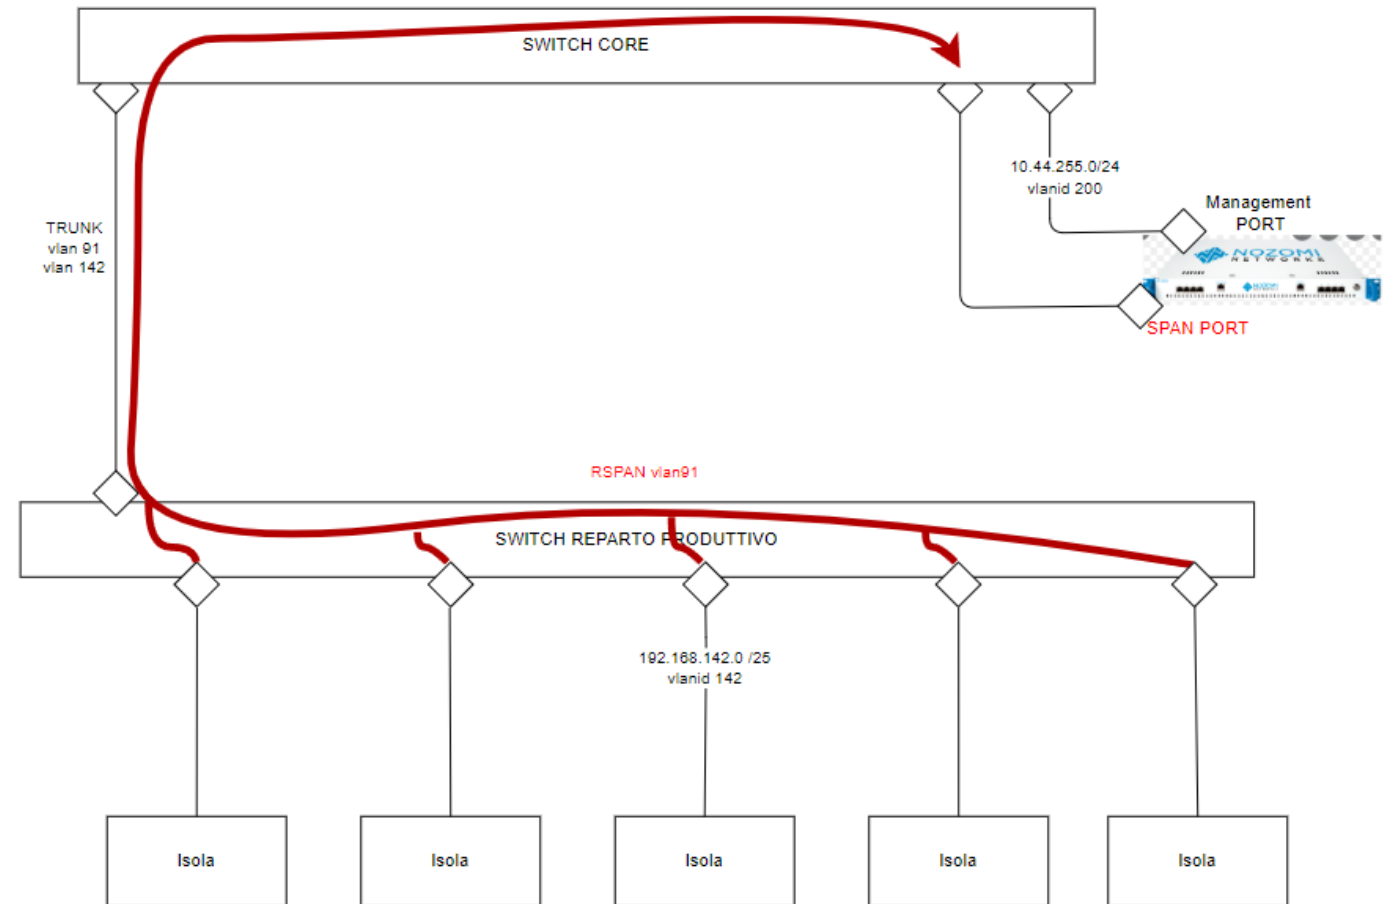 SWITCH CORE
10.44.255.0/24
vlanid 200
Management
PORT
TRUNK
vlan 91
vlan 142
NOZOMI
NETWORKS
SPAN PORT
RSPAN vlan91
SWITCH REPARTO PRODUTTIVO
192.168.142.0 /25
vlanid 142
Isola
Isola
Isola
Isola
Isola